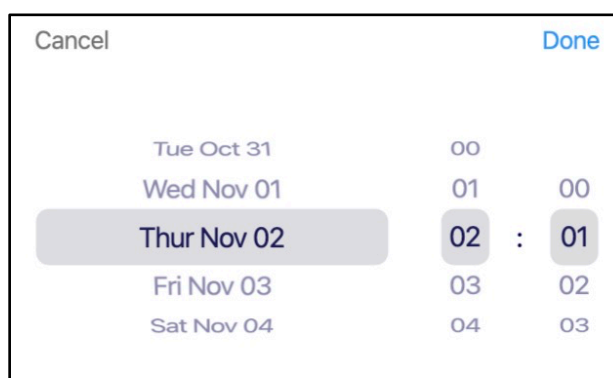 Cancel Done
Tue Oct 31 00
Wed Nov 01 01 00
Thur Nov 02 02 : 01
Fri Nov 03 03 02
Sat Nov 04 04 03